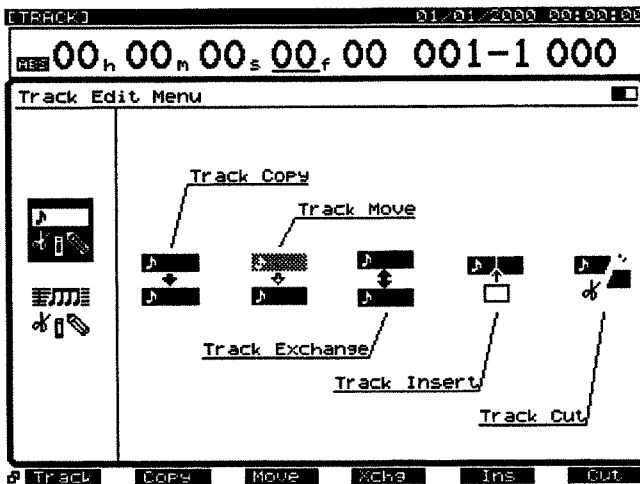 [TRACK] 01/01/2000 00:00:00
ABS 00h 00m 00s 00f 00 001-1 000
Track Edit Menu
Track Copy
Track Move
Track Exchange
Track Insert
Track Cut
Track Copy Move Xchg Ins Cut